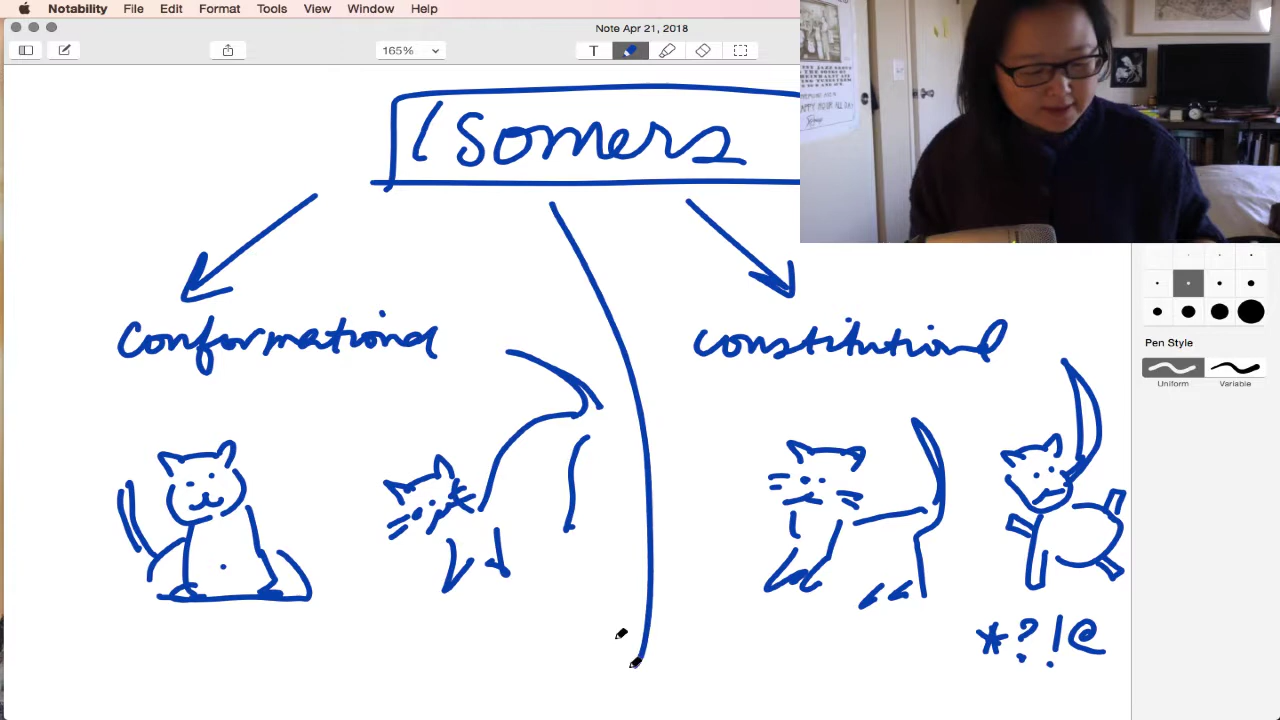 Notability File Edit Format Tools View Window Help
Note Apr 21, 2018
165%
T
Isomers
conformational
constitutional
*?!@
Pen Style
Uniform Variable